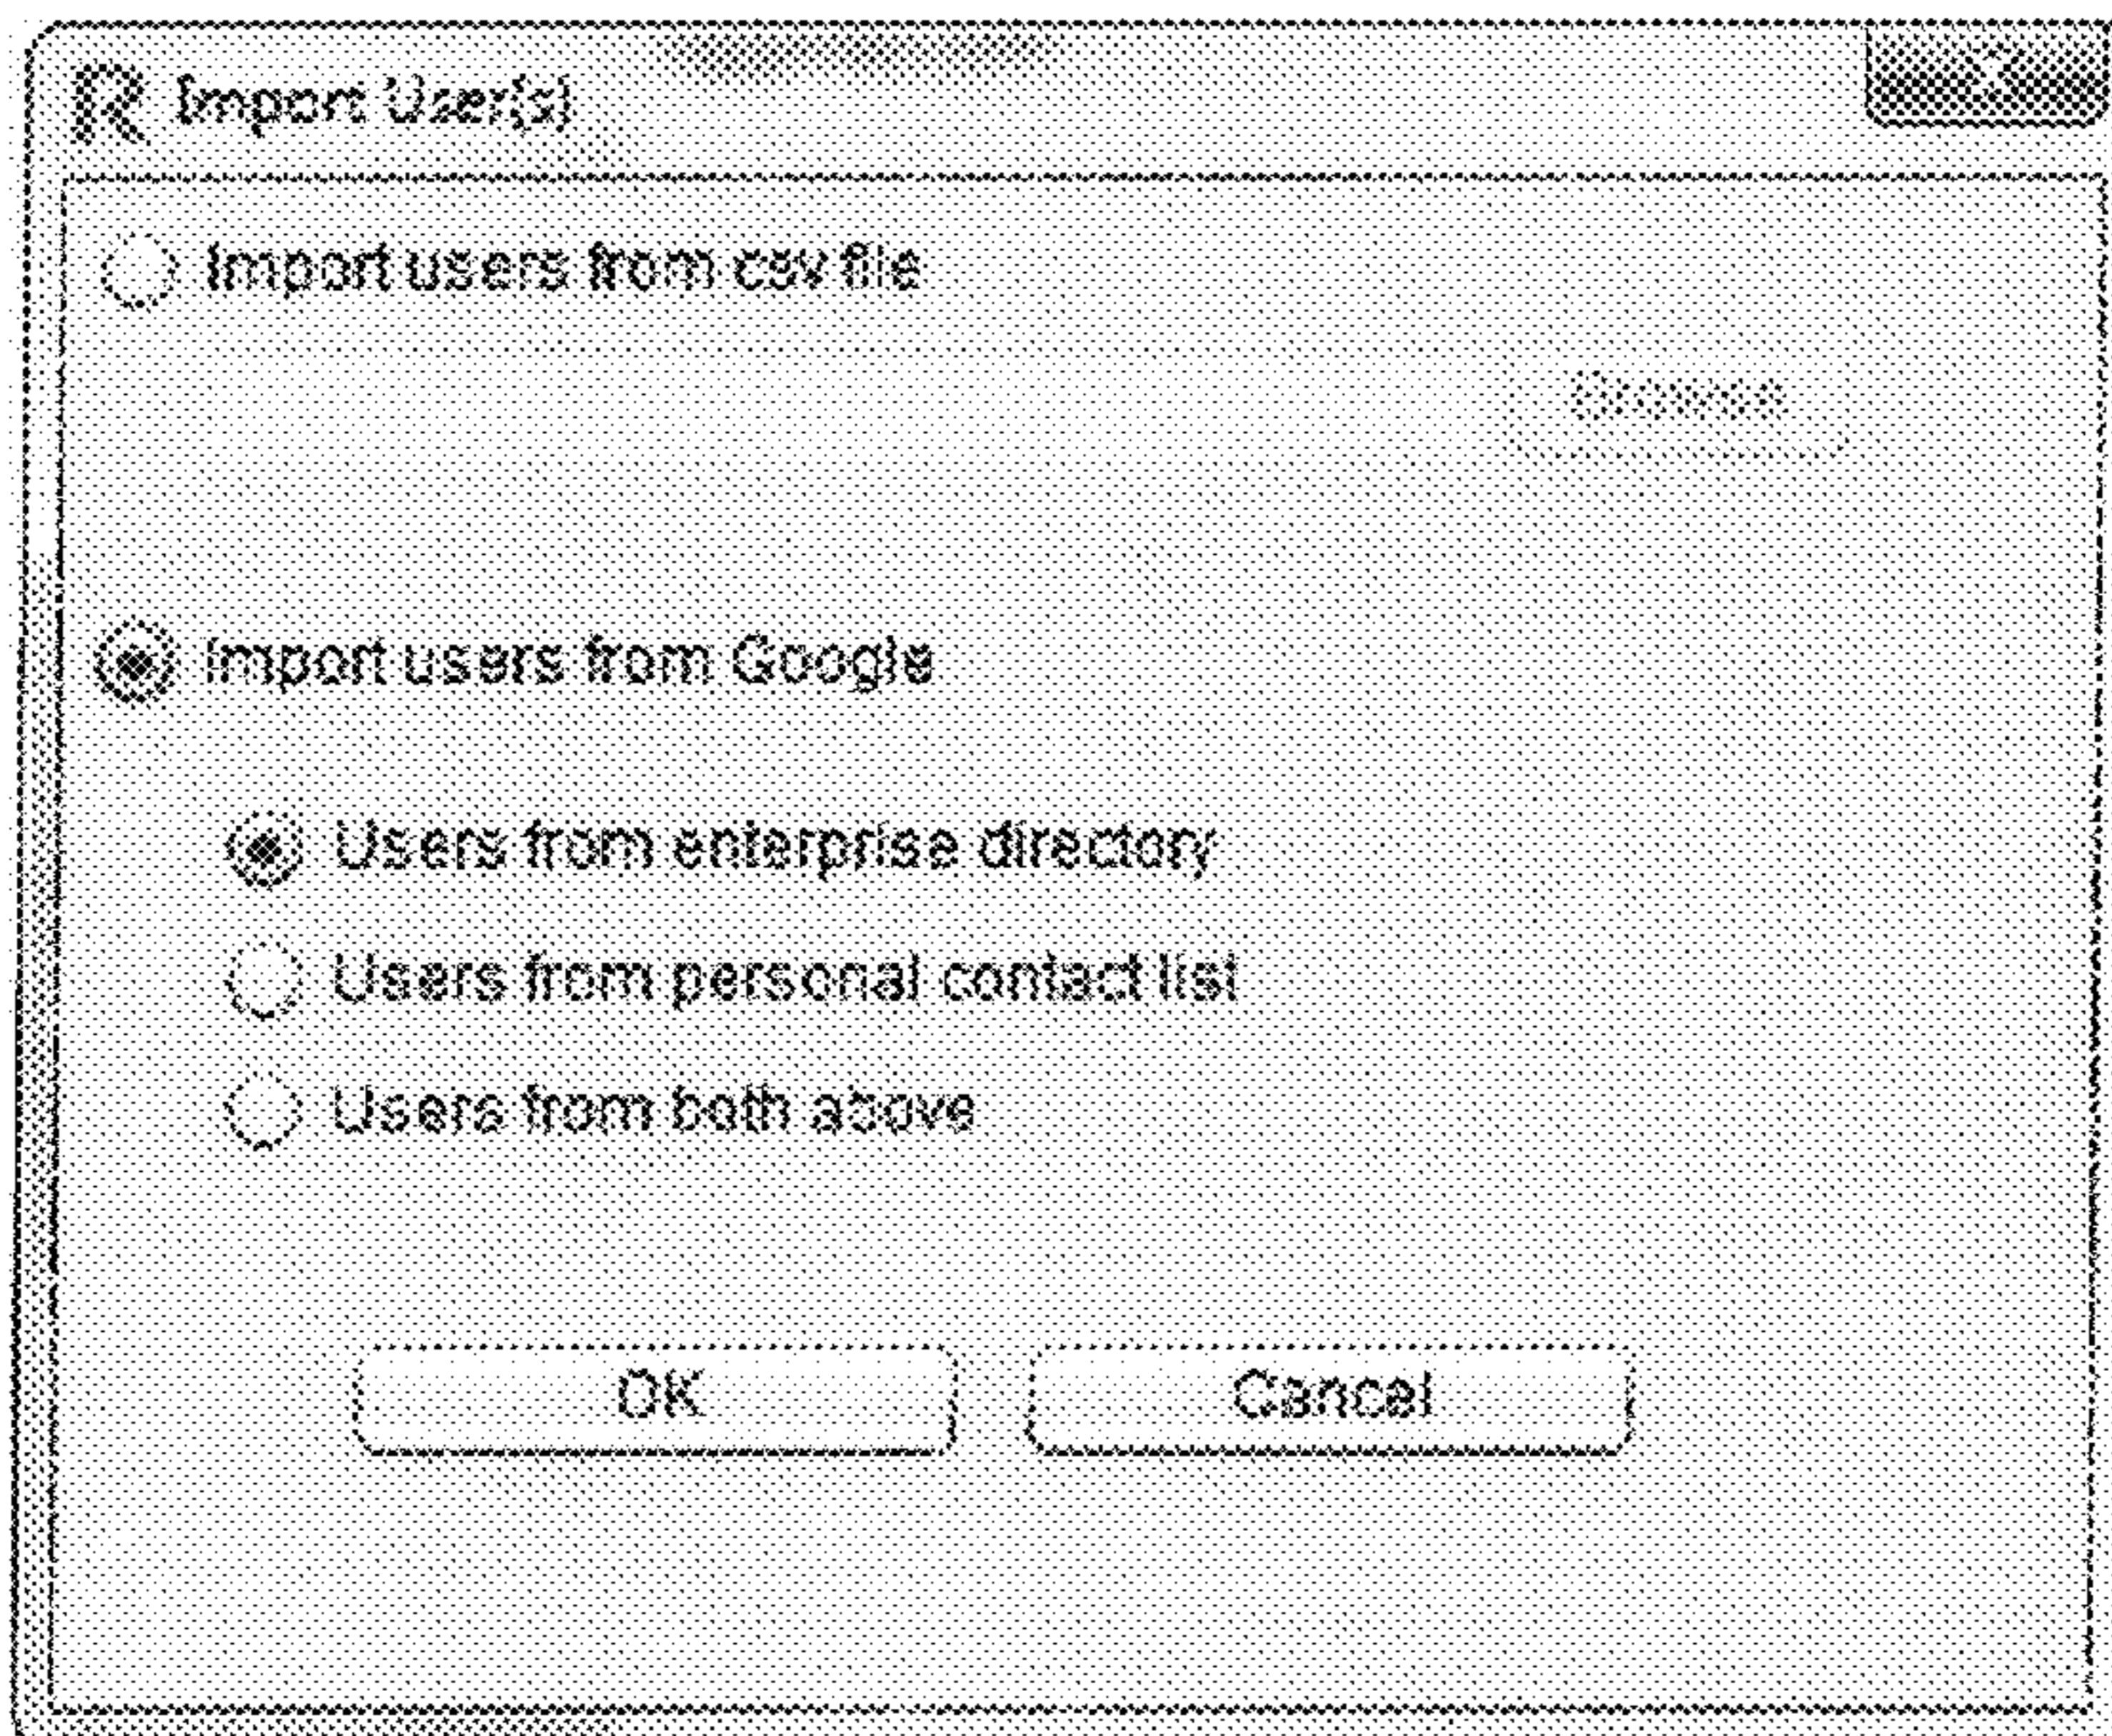 R Import User(s)
X
Import users from csv file
Browse
Import users from Google
Users from enterprise directory
Users from personal contact list
Users from both above
OK
Cancel